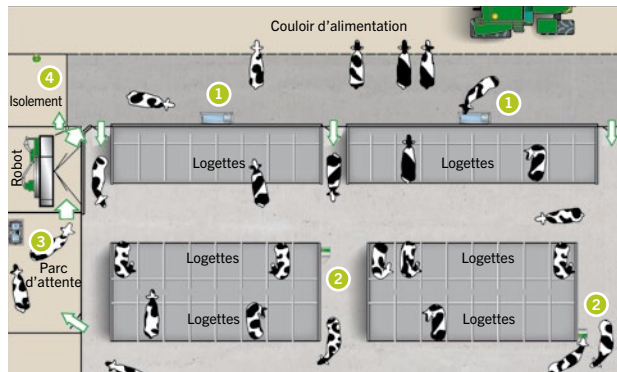 Couloir d'alimentation
4
Isolement
1
1
Robot
Logettes
Logettes
3
Parc
d'attente
Logettes
Logettes
2
2
Logettes
Logettes